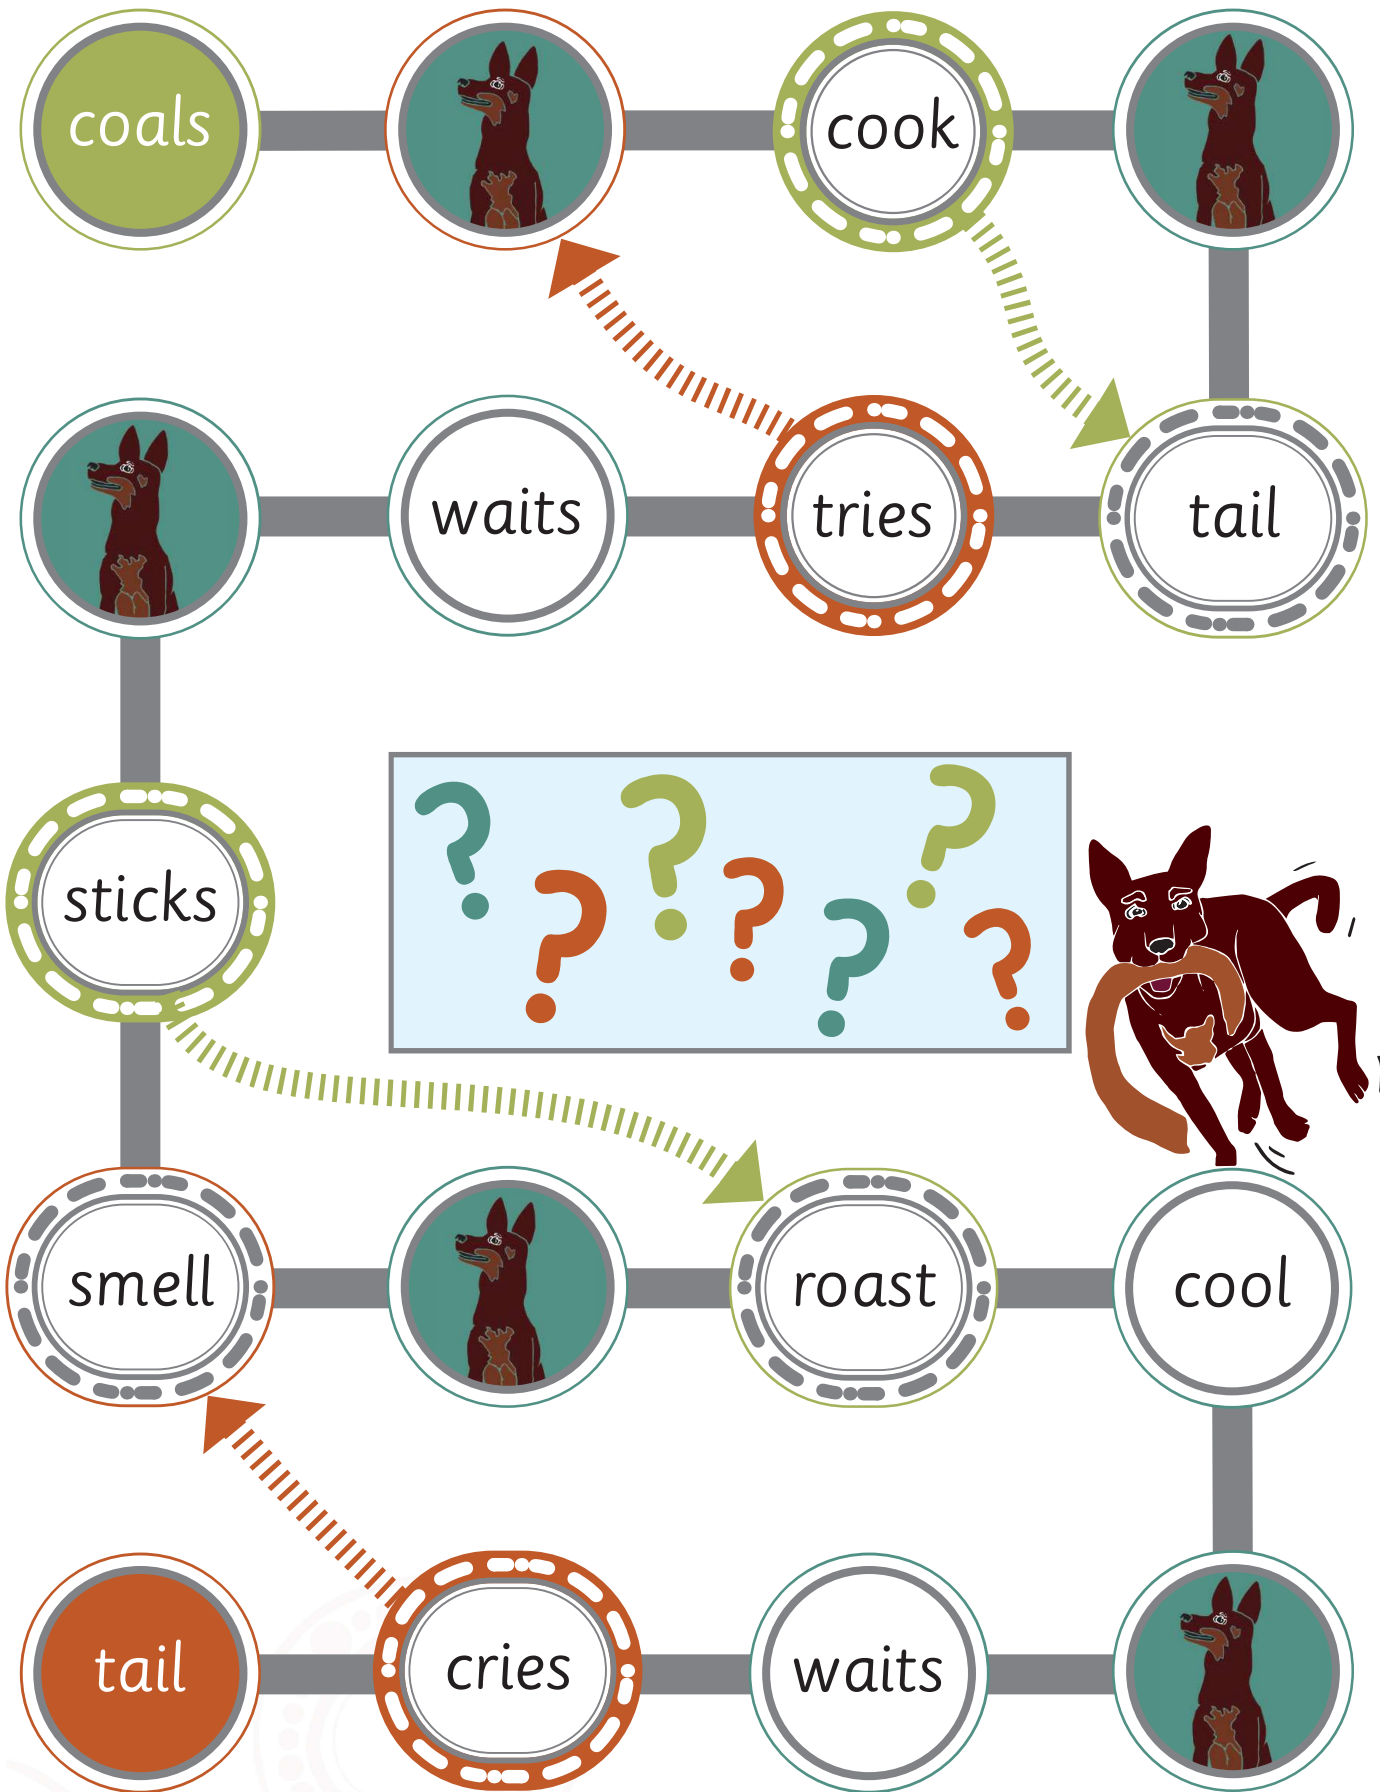 coals
cook
waits
tries
tail
sticks
smell
roast
cool
tail
cries
waits